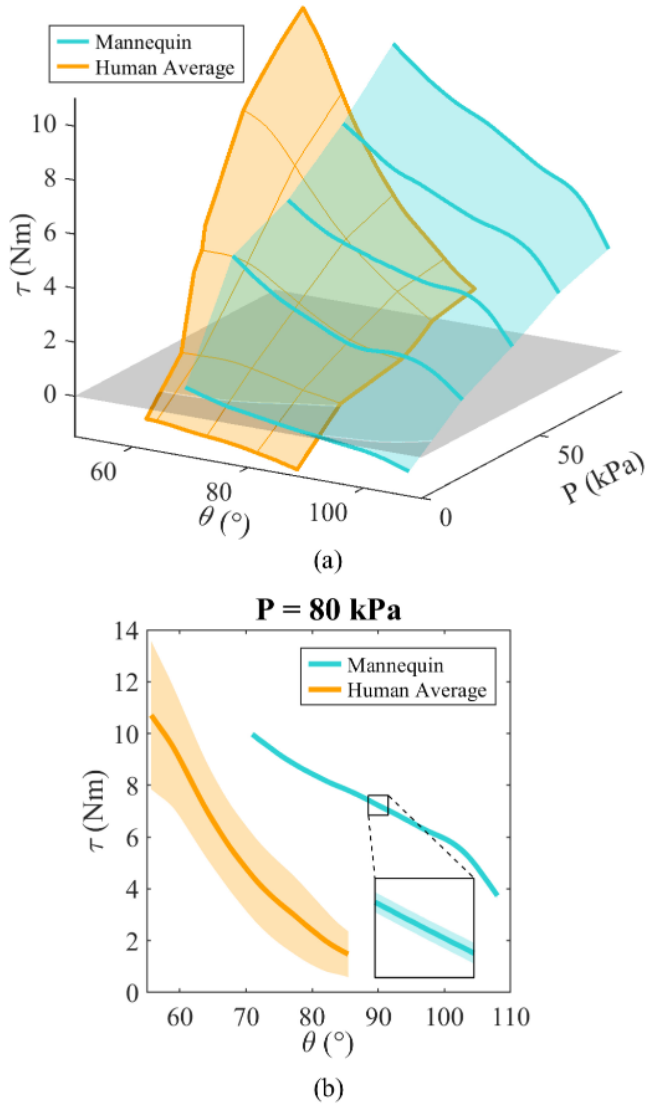 Mannequin
Human Average
10
8
6
4
2
0
τ (Nm)
60
80
100
θ (°)
0
50
P (kPa)
(a)
P = 80 kPa
14
12
10
8
6
4
2
0
τ (Nm)
Mannequin
Human Average
60
70
80
90
100
110
θ (°)
(b)